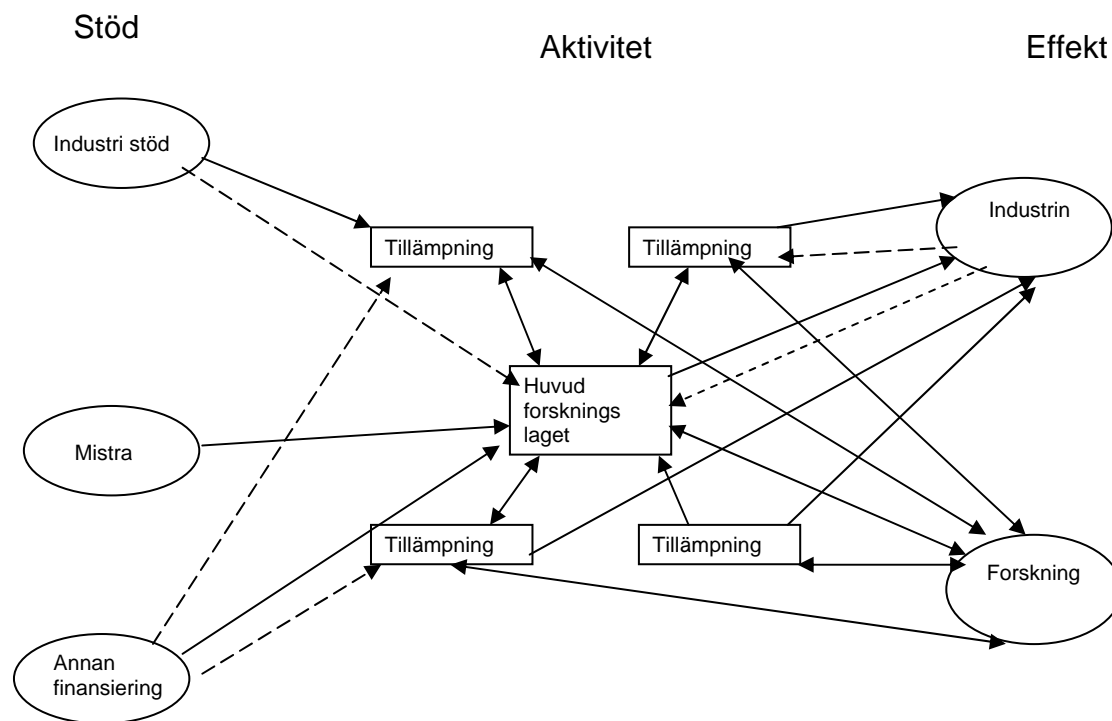 Stöd
Aktivitet
Effekt
Industri stöd
Industrin
Tillämpning
Tillämpning
Huvud
forsknings
laget
Mistra
Tillämpning
Tillämpning
Forskning
Annan
finansiering